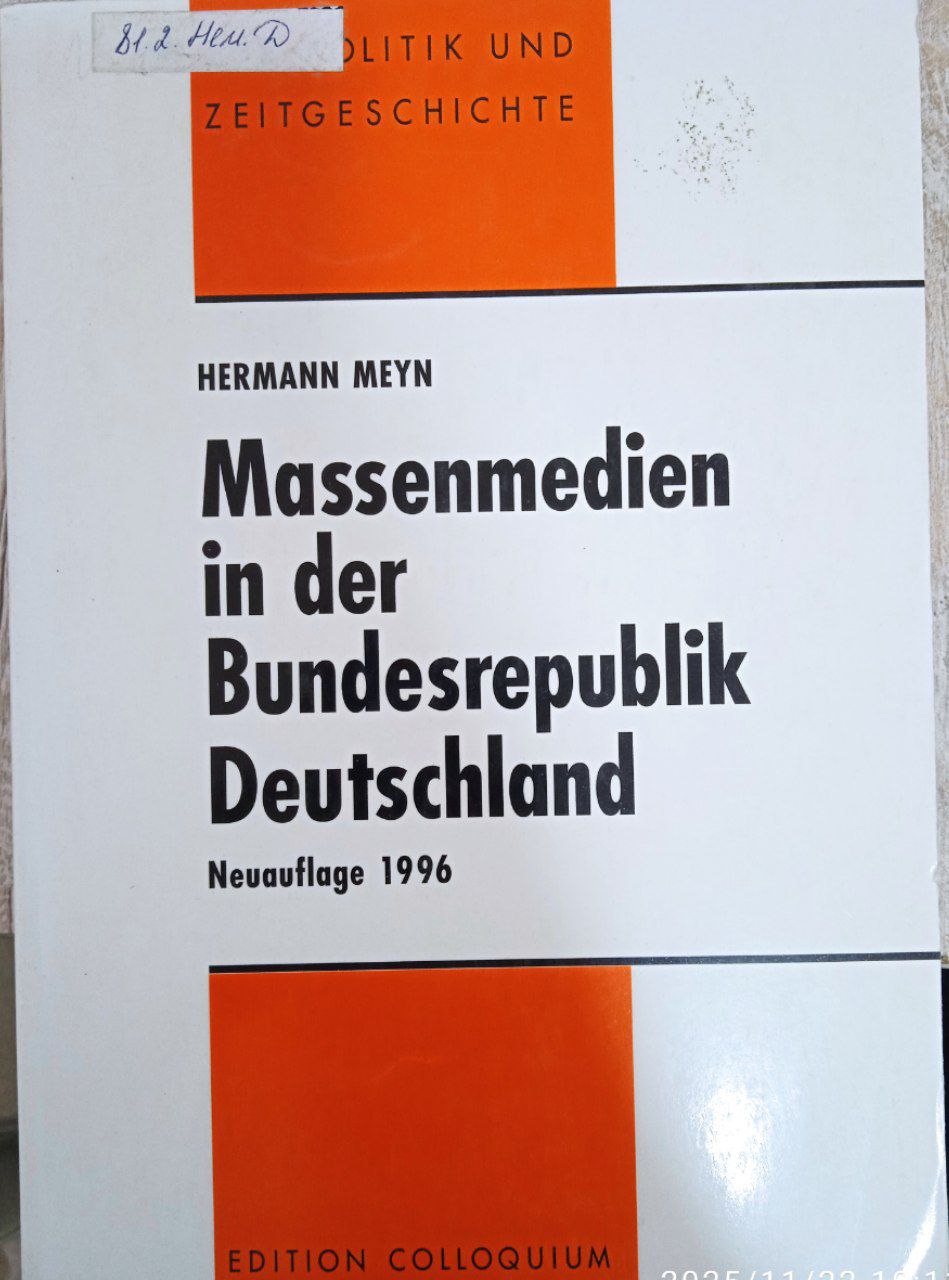 81.2. Нем. Д
OLITIK UND
ZEITGESCHICHTE
HERMANN MEYN
Massenmedien
in der
Bundesrepublik
Deutschland
Neuauflage 1996
EDITION COLLOQUIUM